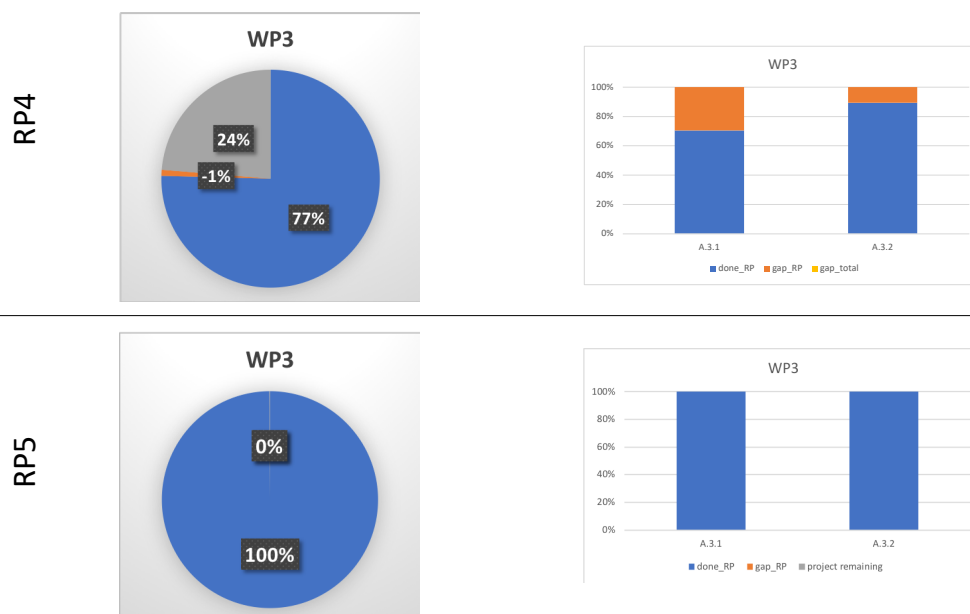 RP4
WP3
24%
-1%
77%
WP3
100%
80%
60%
40%
20%
0%
A.3.1 A.3.2
done_RP gap_RP gap_total
RP5
WP3
0%
100%
WP3
100%
80%
60%
40%
20%
0%
A.3.1 A.3.2
done_RP gap_RP project remaining